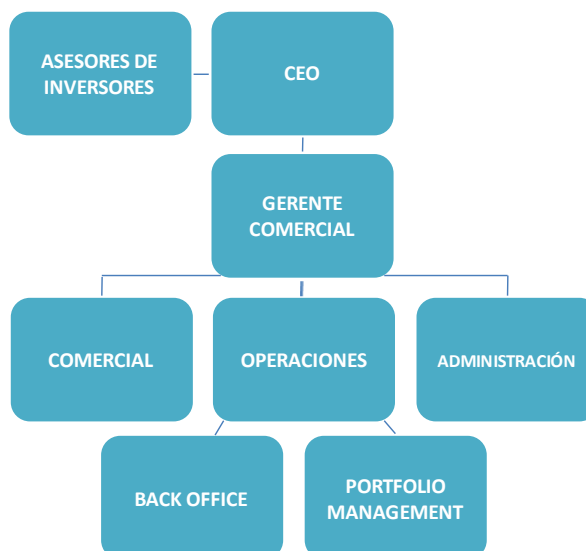 ASESORES DE
INVERSORES
CEO
GERENTE
COMERCIAL
COMERCIAL
OPERACIONES
ADMINISTRACIÓN
BACK OFFICE
PORTFOLIO
MANAGEMENT